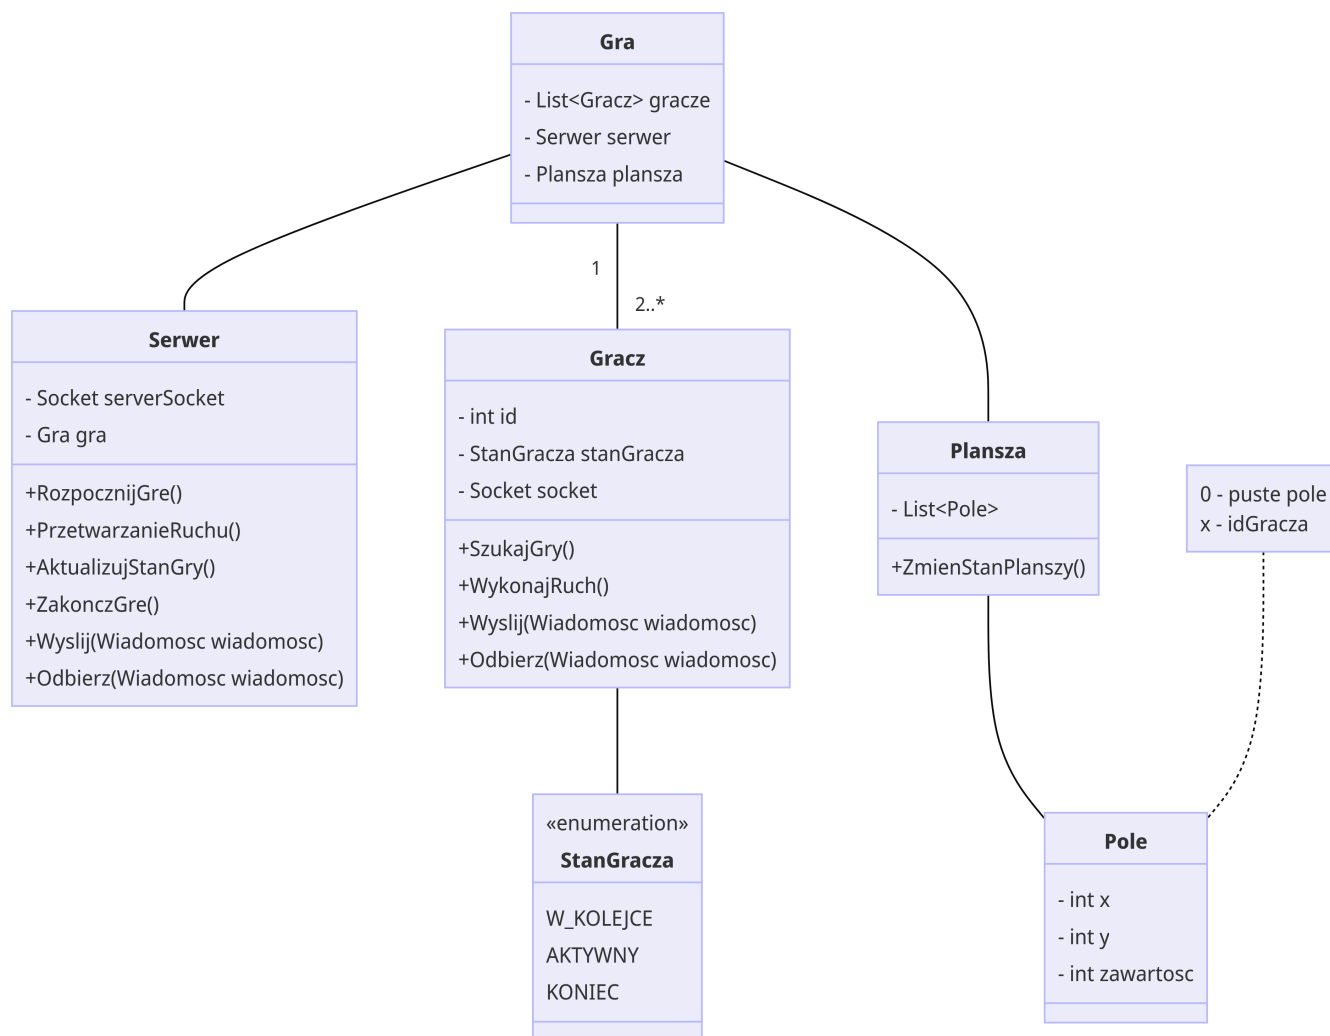 Gra
- List<Gracz> gracze
- Serwer serwer
- Plansza plansza
1
2..*
Serwer
- Socket serverSocket
- Gra gra
+RozpocznijGre()
+PrzetwarzanieRuchu()
+AktualizujStanGry()
+ZakonczGre()
+Wyslij(Wiadomosc wiadomosc)
+Odbierz(Wiadomosc wiadomosc)
Gracz
- int id
- StanGracza stanGracza
- Socket socket
+SzukajGry()
+WykonajRuch()
+Wyslij(Wiadomosc wiadomosc)
+Odbierz(Wiadomosc wiadomosc)
Plansza
- List<Pole>
+ZmienStanPlanszy()
0 - puste pole
x - idGracza
«enumeration»
StanGracza
W_KOLEJCE
AKTYWNY
KONIEC
Pole
- int x
- int y
- int zawartosc